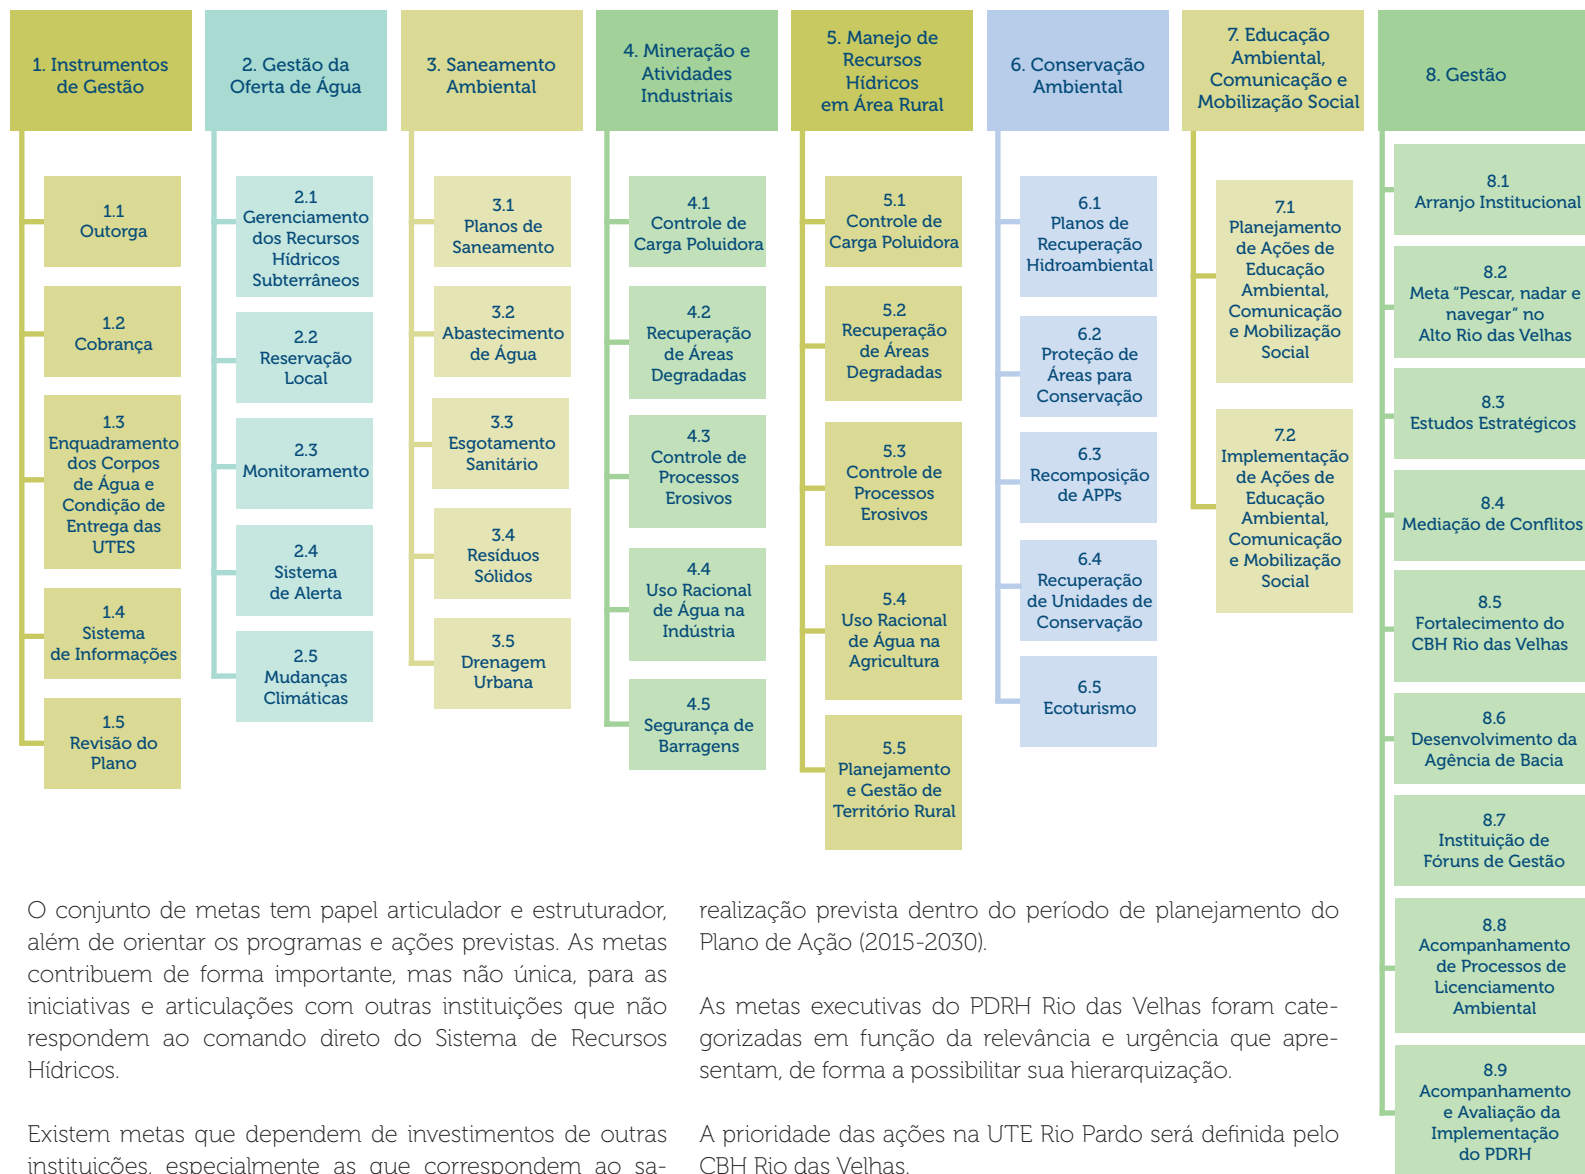 1. Instrumentos
de Gestão
1.1
Outorga
1.2
Cobrança
1.3
Enquadramento
dos Corpos
de Água e
Condição de
Entrega das
UTES
1.4
Sistema
de Informações
1.5
Revisão do
Plano
2. Gestão da
Oferta de Água
2.1
Gerenciamento
dos Recursos
Hídricos
Subterrâneos
2.2
Reservação
Local
2.3
Monitoramento
2.4
Sistema
de Alerta
2.5
Mudanças
Climáticas
3. Saneamento
Ambiental
3.1
Planos de
Saneamento
3.2
Abastecimento
de Água
3.3
Esgotamento
Sanitário
3.4
Resíduos
Sólidos
3.5
Drenagem
Urbana
4. Mineração e
Atividades
Industriais
4.1
Controle de
Carga Poluidora
4.2
Recuperação
de Áreas
Degradadas
4.3
Controle de
Processos
Erosivos
4.4
Uso Racional
de Água na
Indústria
4.5
Segurança de
Barragens
5. Manejo de
Recursos
Hídricos
em Área Rural
5.1
Controle de
Carga Poluidora
5.2
Recuperação
de Áreas
Degradadas
5.3
Controle de
Processos
Erosivos
5.4
Uso Racional
de Água na
Agricultura
5.5
Planejamento
e Gestão de
Território Rural
6. Conservação
Ambiental
6.1
Planos de
Recuperação
Hidroambiental
6.2
Proteção de
Áreas para
Conservação
6.3
Recomposição
de APPs
6.4
Recuperação
de Unidades de
Conservação
6.5
Ecoturismo
7. Educação
Ambiental,
Comunicação e
Mobilização Social
7.1
Planejamento
de Ações de
Educação
Ambiental,
Comunicação
e Mobilização
Social
7.2
Implementação
de Ações de
Educação
Ambiental,
Comunicação
e Mobilização
Social
8. Gestão
8.1
Arranjo Institucional
8.2
Meta “Pescar, nadar e
navegar” no
Alto Rio das Velhas
8.3
Estudos Estratégicos
8.4
Mediação de Conflitos
8.5
Fortalecimento do
CBH Rio das Velhas
8.6
Desenvolvimento da
Agência de Bacia
8.7
Instituição de
Fóruns de Gestão
8.8
Acompanhamento
de Processos de
Licenciamento
Ambiental
8.9
Acompanhamento
e Avaliação da
Implementação
do PDRH
O conjunto de metas tem papel articulador e estruturador,
além de orientar os programas e ações previstas. As metas
contribuem de forma importante, mas não única, para as
iniciativas e articulações com outras instituições que não
respondem ao comando direto do Sistema de Recursos
Hídricos.
Existem metas que dependem de investimentos de outras
instituições, especialmente as que correspondem ao sa-
realização prevista dentro do período de planejamento do
Plano de Ação (2015-2030).
As metas executivas do PDRH Rio das Velhas foram cate-
gorizadas em função da relevância e urgência que apre-
sentam, de forma a possibilitar sua hierarquização.
A prioridade das ações na UTE Rio Pardo será definida pelo
CBH Rio das Velhas.